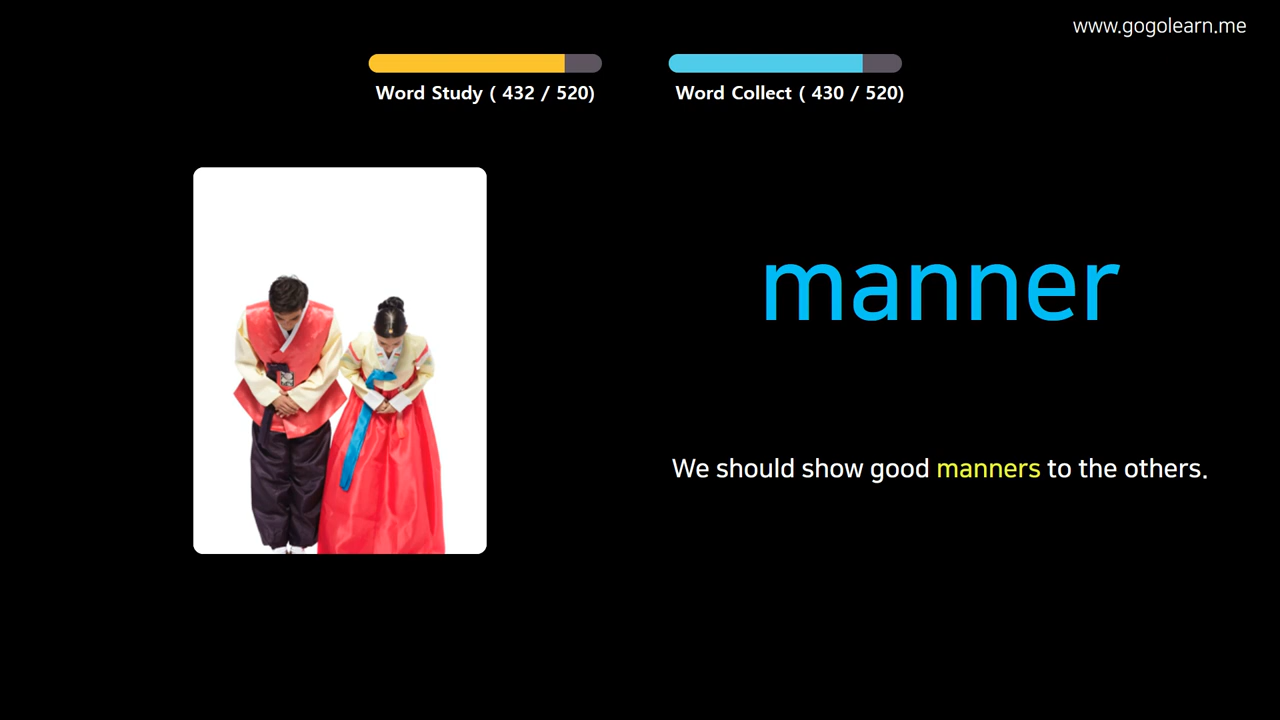 www.gogolearn.me
Word Study ( 432 / 520)
Word Collect ( 430 / 520)
manner
We should show good manners to the others.